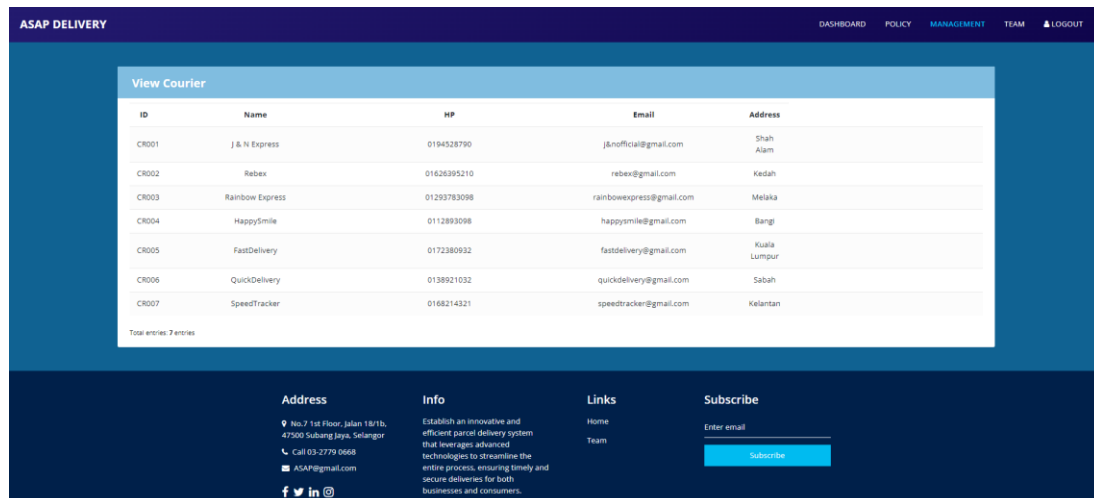 ASAP DELIVERY DASHBOARD POLICY MANAGEMENT TEAM LOGOUT
View Courier
ID Name HP Email Address
CR001 J & N Express 0194528790 j&nofficial@gmail.com Shah Alam
CR002 Rebex 01626395210 rebex@gmail.com Kedah
CR003 Rainbow Express 01293783098 rainbowexpress@gmail.com Melaka
CR004 HappySmile 0112893098 happysmile@gmail.com Bangi
CR005 FastDelivery 0172380932 fastdelivery@gmail.com Kuala Lumpur
CR006 QuickDelivery 0138921032 quickdelivery@gmail.com Sabah
CR007 SpeedTracker 0168214321 speedtracker@gmail.com Kelantan
Total entries: 7 entries
Address
No.7 1st Floor, Jalan 18/1b,
47500 Subang Jaya, Selangor
Call 03-2779 0668
ASAP@gmail.com
Info
Establish an innovative and
efficient parcel delivery system
that leverages advanced
technologies to streamline the
entire process, ensuring timely and
secure deliveries for both
businesses and consumers.
Links
Home
Team
Subscribe
Enter email
Subscribe